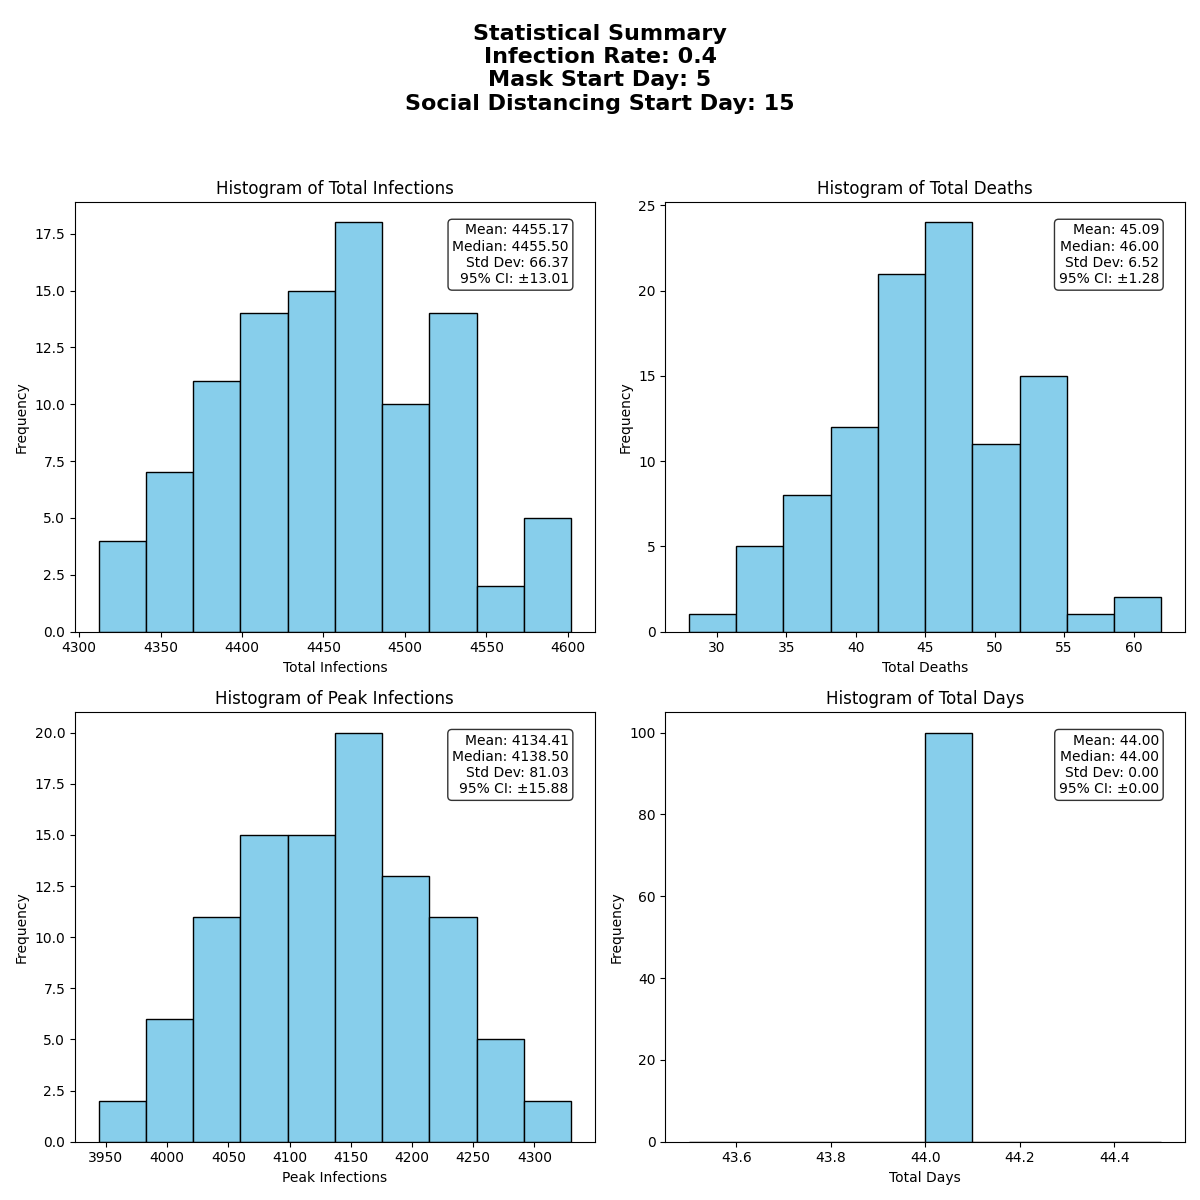 Statistical Summary
Infection Rate: 0.4
Mask Start Day: 5
Social Distancing Start Day: 15
Histogram of Total Infections
Mean: 4455.17
Median: 4455.50
Std Dev: 66.37
95% CI: ±13.01
Frequency
17.5
15.0
12.5
10.0
7.5
5.0
2.5
0.0
4300 4350 4400 4450 4500 4550 4600
Total Infections
Histogram of Total Deaths
Mean: 45.09
Median: 46.00
Std Dev: 6.52
95% CI: ±1.28
Frequency
25
20
15
10
5
0
30 35 40 45 50 55 60
Total Deaths
Histogram of Peak Infections
Mean: 4134.41
Median: 4138.50
Std Dev: 81.03
95% CI: ±15.88
Frequency
20.0
17.5
15.0
12.5
10.0
7.5
5.0
2.5
0.0
3950 4000 4050 4100 4150 4200 4250 4300
Peak Infections
Histogram of Total Days
Mean: 44.00
Median: 44.00
Std Dev: 0.00
95% CI: ±0.00
Frequency
100
80
60
40
20
0
43.6 43.8 44.0 44.2 44.4
Total Days